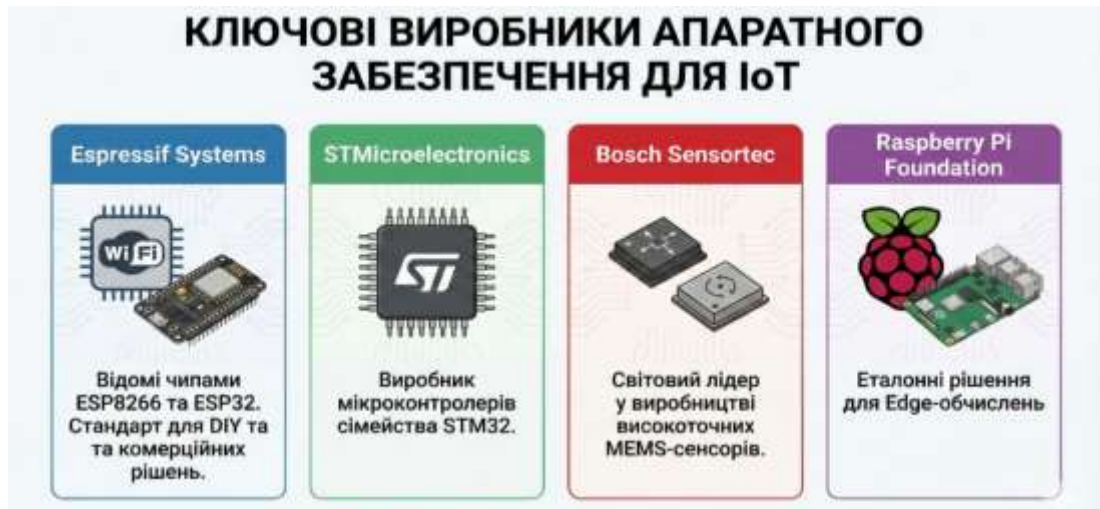 КЛЮЧОВІ ВИРОБНИКИ АПАРАТНОГО
ЗАБЕЗПЕЧЕННЯ ДЛЯ IoT
Espressif Systems
WiFi
Відомі чипами
ESP8266 та ESP32.
Стандарт для DIY та
та комерційних
рішень.
STMicroelectronics
ST
Виробник
мікроконтролерів
сімейства STM32.
Bosch Sensortec
Світовий лідер
у виробництві
високоточних
MEMS-сенсорів.
Raspberry Pi
Foundation
Еталонні рішення
для Edge-обчислень